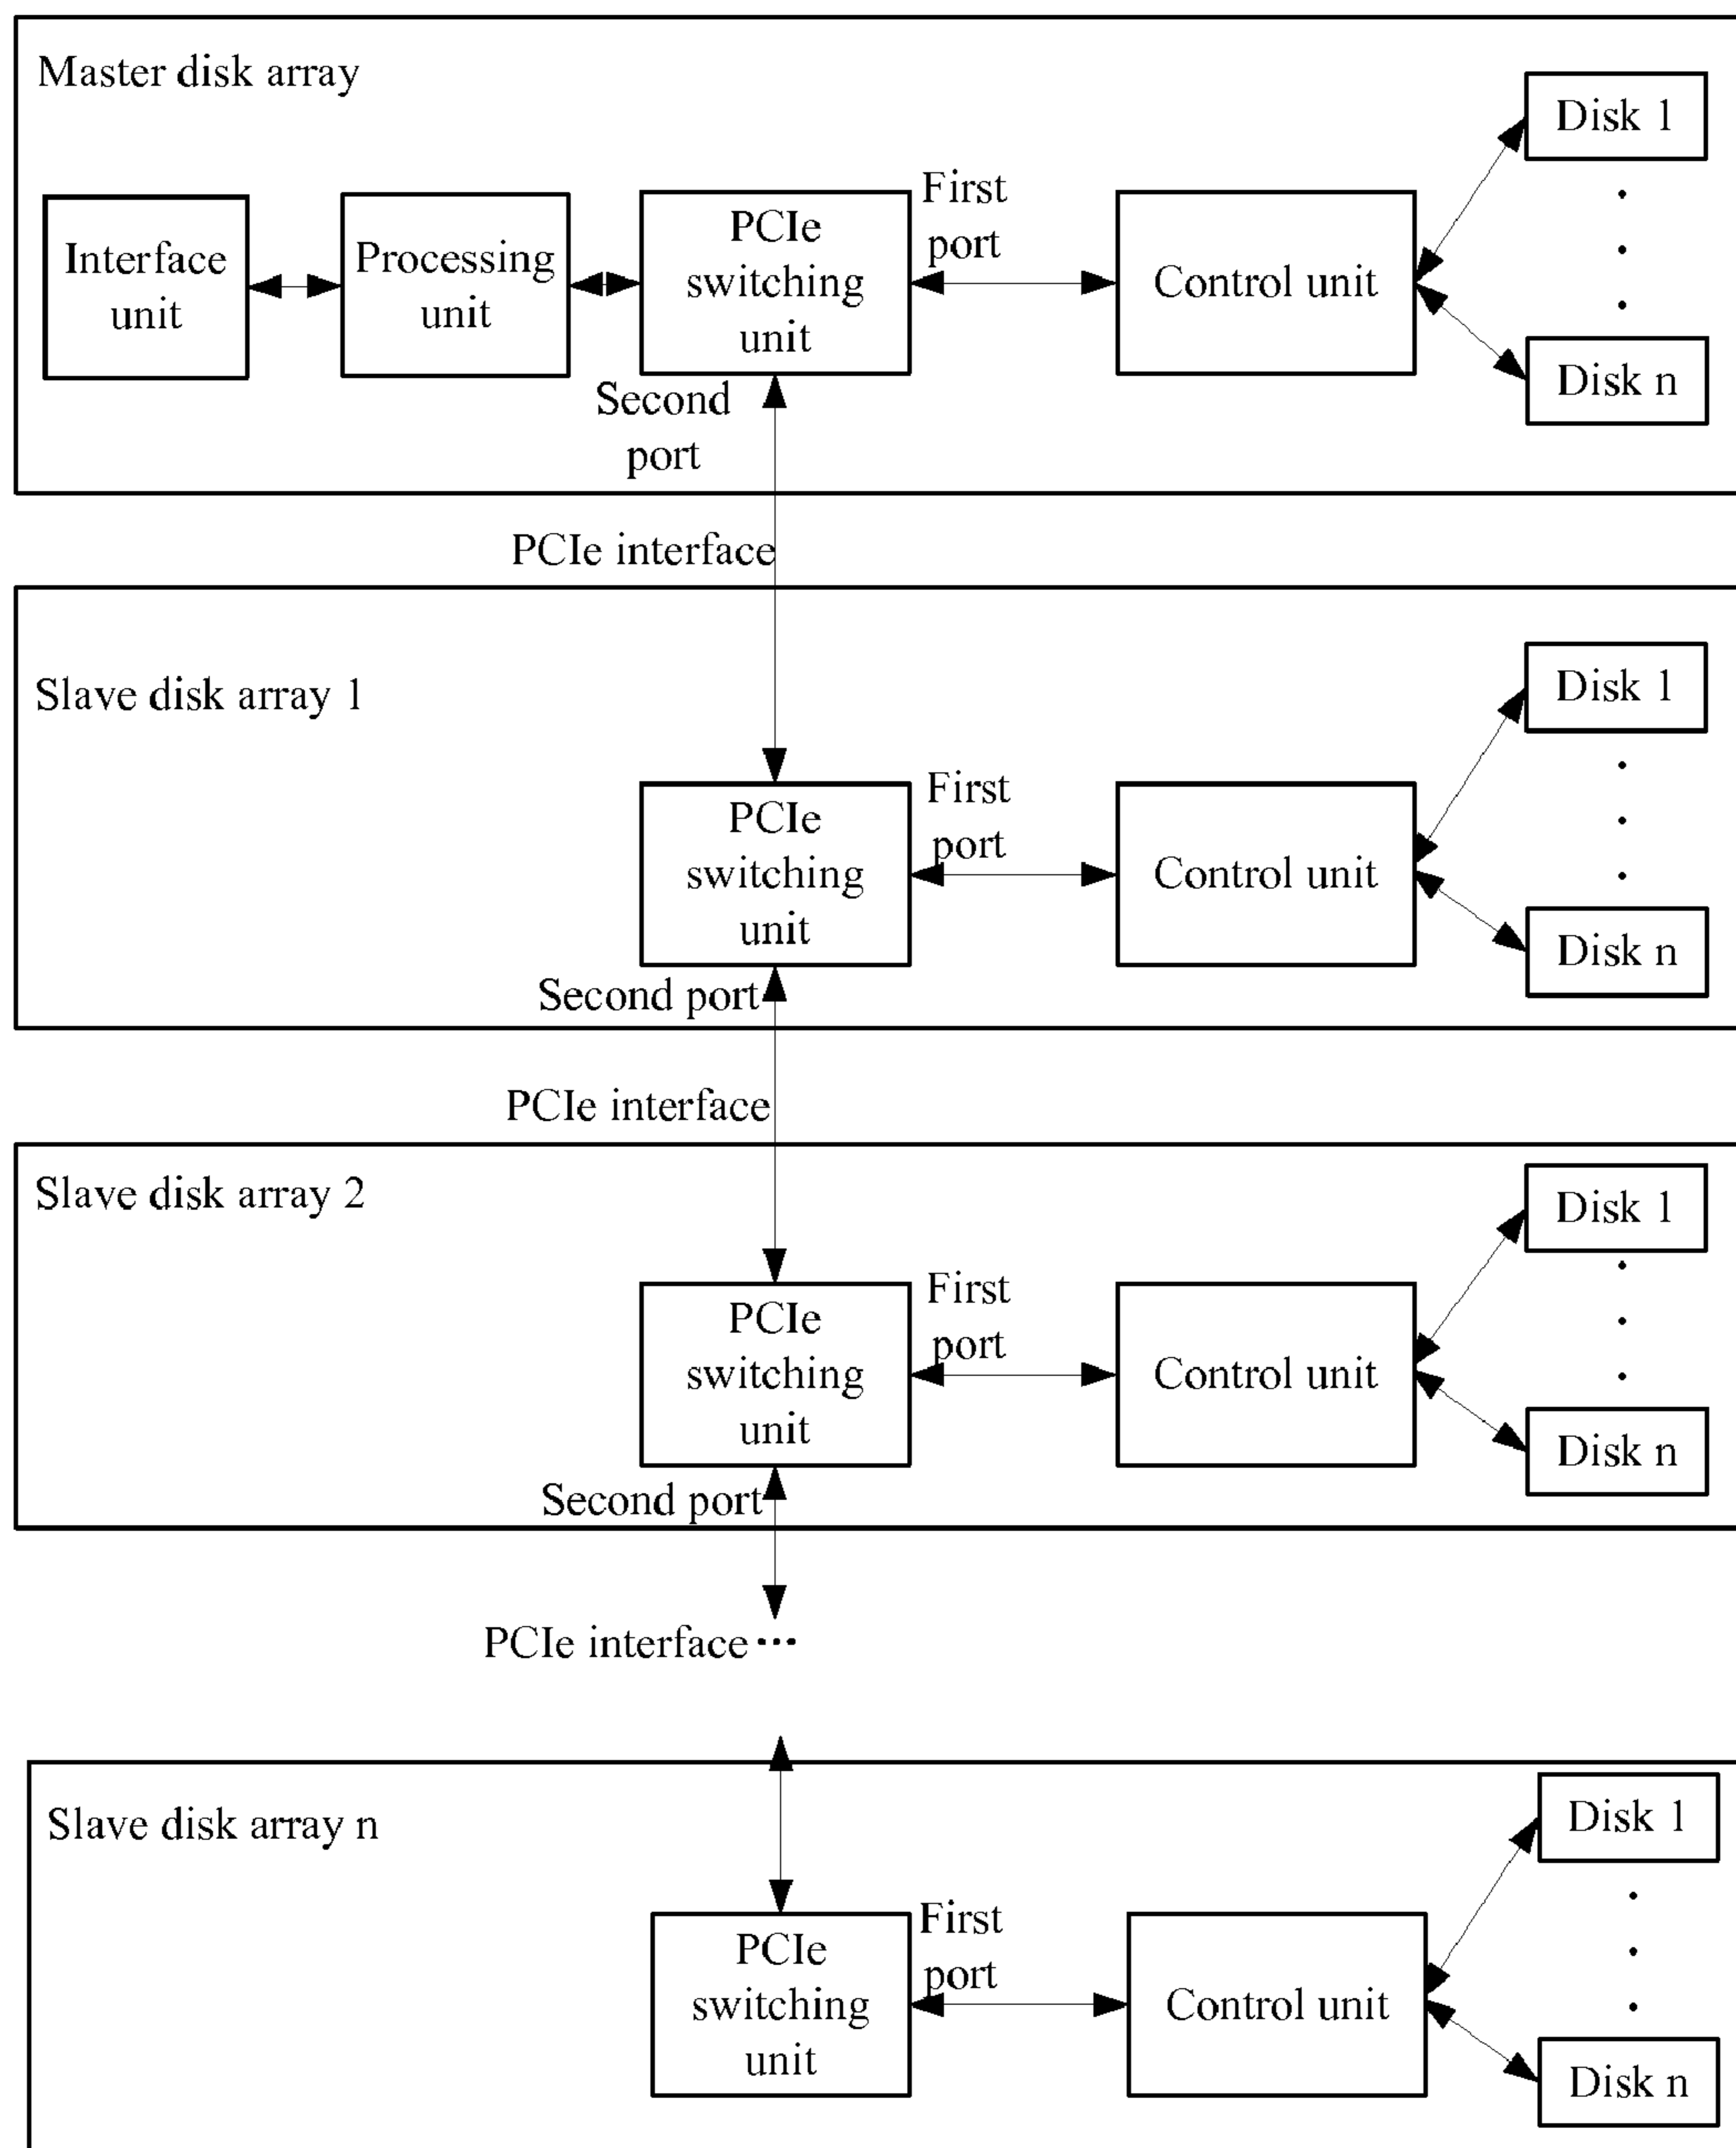 Master disk array
Disk 1
Interface
unit
Processing
unit
PCIe
switching
unit
First
port
Control unit
Disk n
Second
port
PCIe interface
Slave disk array 1
Disk 1
PCIe
switching
unit
First
port
Control unit
Disk n
Second port
PCIe interface
Slave disk array 2
Disk 1
PCIe
switching
unit
First
port
Control unit
Disk n
Second port
PCIe interface ...
Slave disk array n
Disk 1
PCIe
switching
unit
First
port
Control unit
Disk n